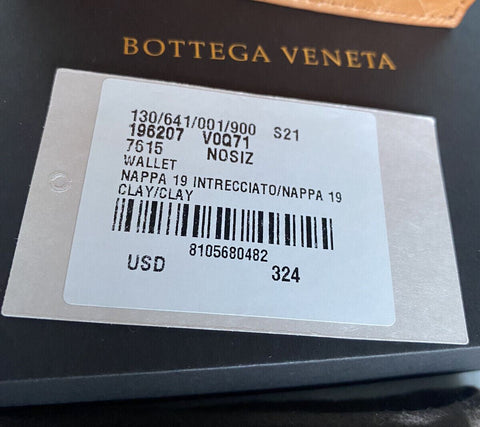 BOTTEGA VENETA
130/641/001/900 S21
196207 V0Q71
7615 NOSIZ
WALLET
NAPPA 19 INTRECCIATO/NAPPA 19
CLAY/CLAY
8105680482
USD 324